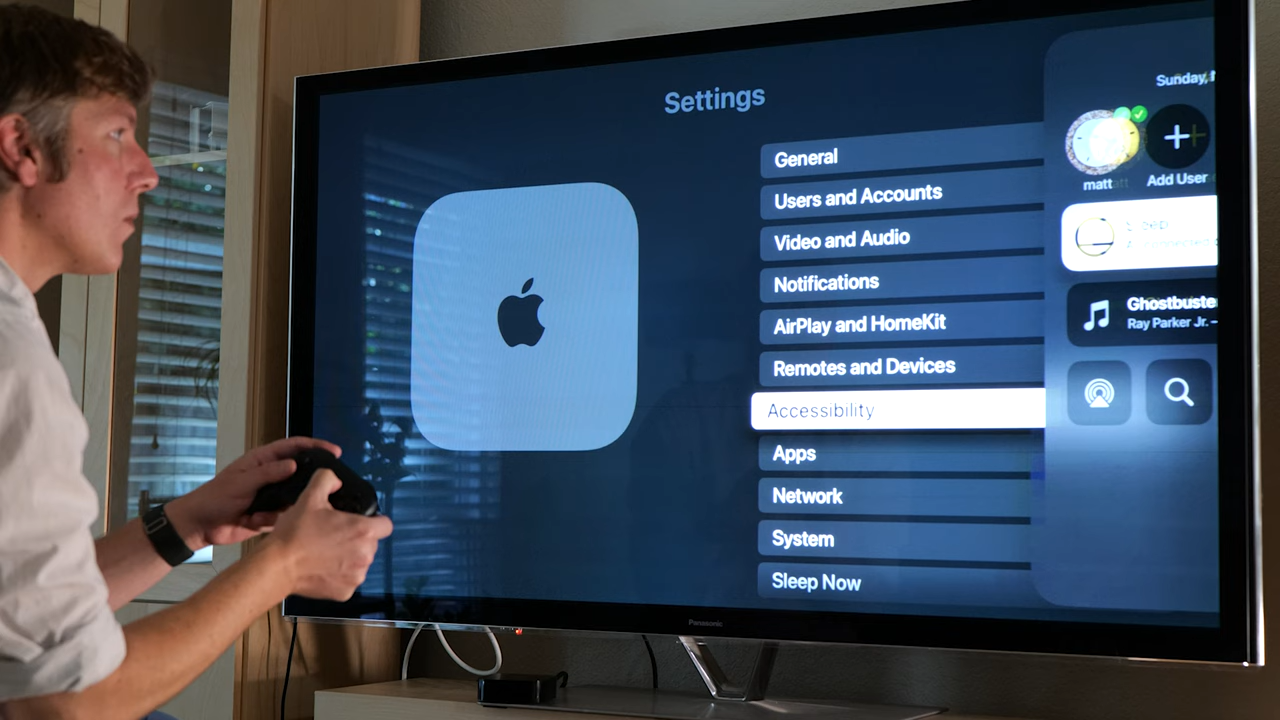 Settings
General
Users and Accounts
Video and Audio
Notifications
AirPlay and HomeKit
Remotes and Devices
Accessibility
Apps
Network
System
Sleep Now
Sunday,
matt
Add User
Ghostbuste
Ray Parker Jr. –
Panasonic